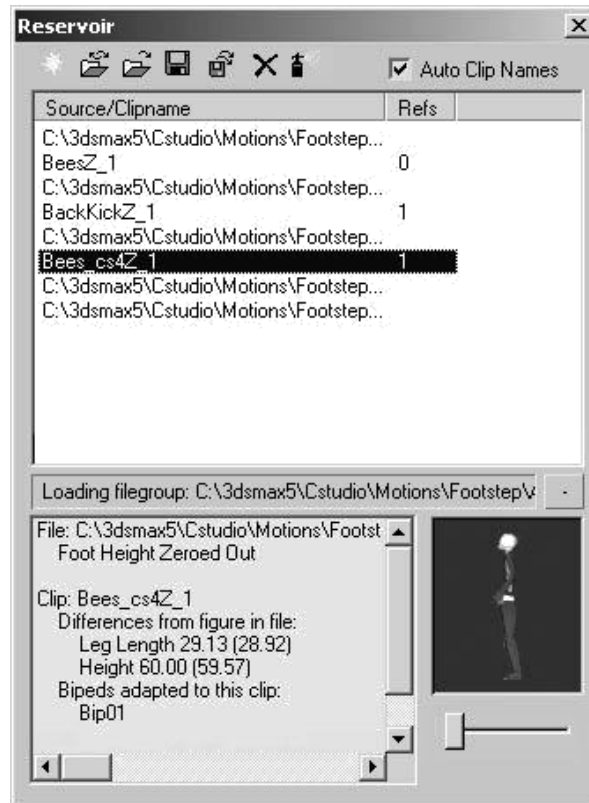 Reservoir
Auto Clip Names
Source/Clipname Refs
C:\3dsmax5\Cstudio\Motions\Footstep...
BeesZ_1 0
C:\3dsmax5\Cstudio\Motions\Footstep...
BackKickZ_1 1
C:\3dsmax5\Cstudio\Motions\Footstep...
Bees_cs4Z_1 1
C:\3dsmax5\Cstudio\Motions\Footstep...
C:\3dsmax5\Cstudio\Motions\Footstep...
Loading filegroup: C:\3dsmax5\Cstudio\Motions\Footstep\
File: C:\3dsmax5\Cstudio\Motions\Footst
Foot Height Zeroed Out
Clip: Bees_cs4Z_1
Differences from figure in file:
Leg Length 29.13 (28.92)
Height 60.00 (59.57)
Bipeds adapted to this clip:
Bip01